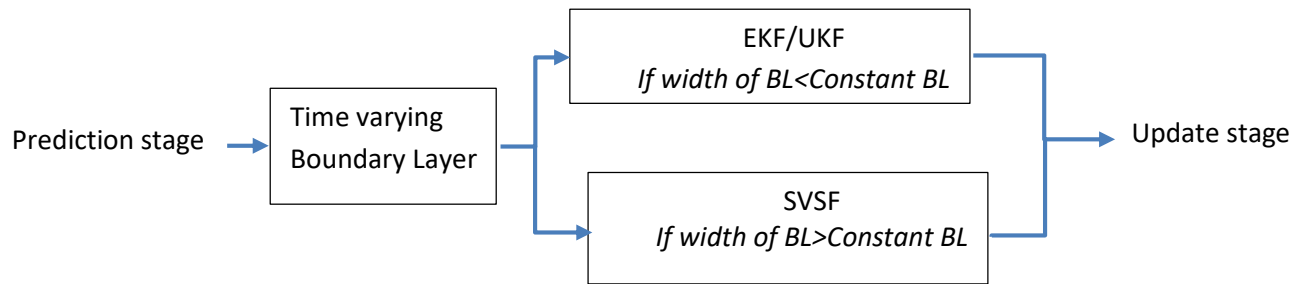 Prediction stage
Time varying
Boundary Layer
EKF/UKF
If width of BL<Constant BL
SVSF
If width of BL>Constant BL
Update stage